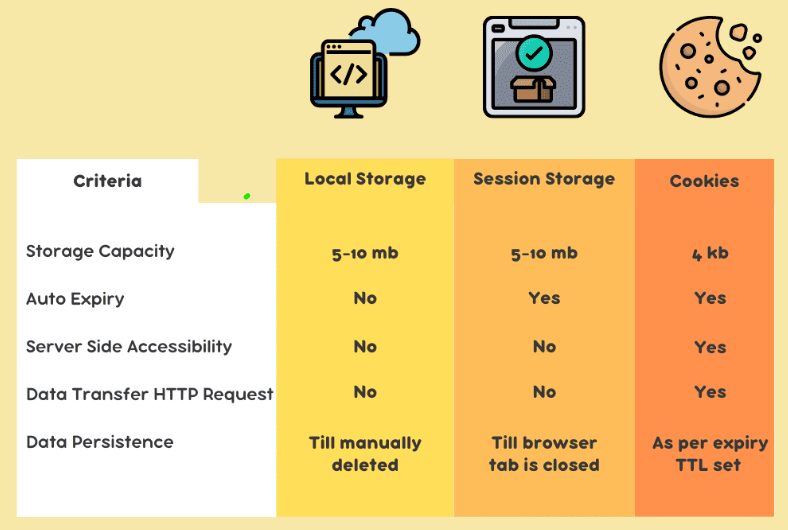 </>
Criteria Local Storage Session Storage Cookies
Storage Capacity 5-10 mb 5-10 mb 4 kb
Auto Expiry No Yes Yes
Server Side Accessibility No No Yes
Data Transfer HTTP Request No No Yes
Data Persistence Till manually Till browser As per expiry
deleted tab is closed TTL set